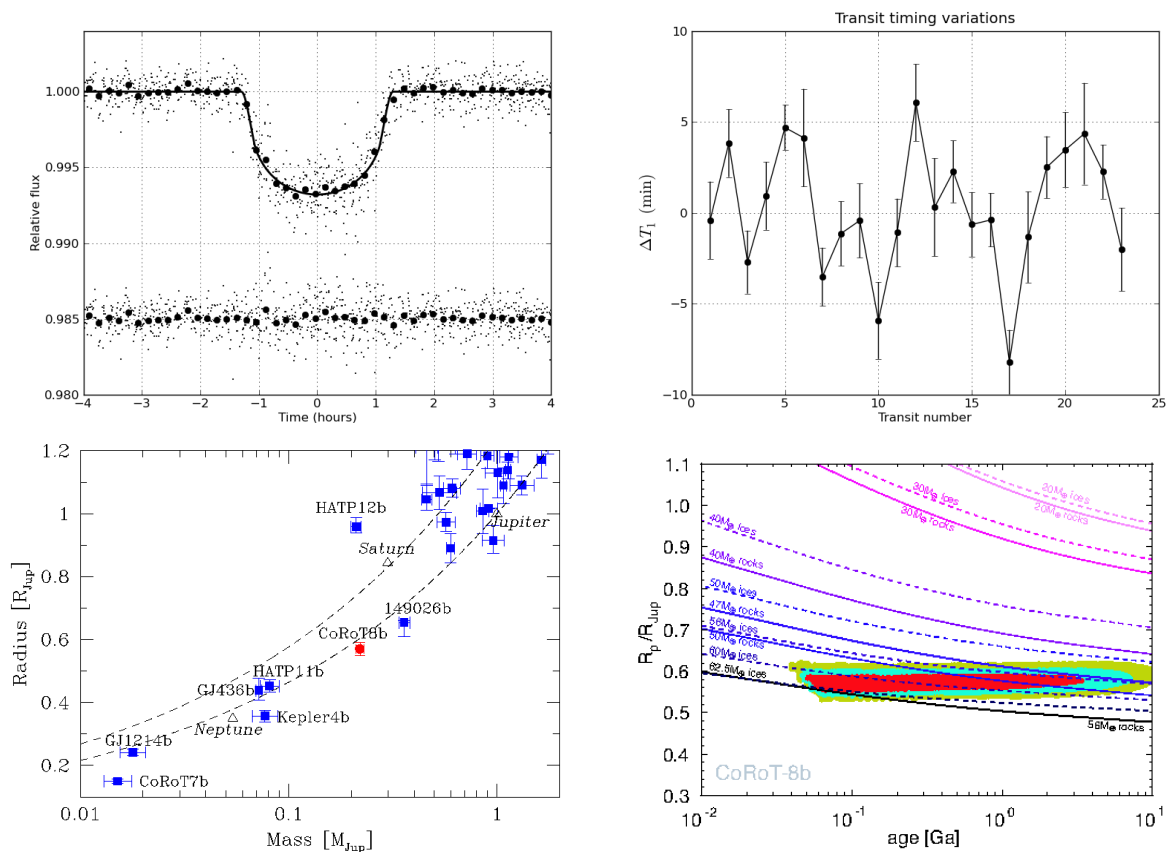 1.000
0.995
0.990
0.985
0.980
Relative flux
−4 −3 −2 −1 0 1 2 3 4
Time (hours)
Transit timing variations
10
5
0
−5
−10
ΔT₁ (min)
0 5 10 15 20 25
Transit number
1.2
1
0.8
0.6
0.4
0.2
Radius [R_Jup]
HATP12b
Saturn
Jupiter
149026b
CoRoT8b
HATP11b
GJ436b
Neptune
Kepler4b
GJ1214b
CoRoT7b
0.01 0.1 1
Mass [M_Jup]
1.1
1.0
0.9
0.8
0.7
0.6
0.5
0.4
0.3
R_p/R_Jup
20M⊕ ices
20M⊕ rocks
30M⊕ ices
30M⊕ rocks
40M⊕ ices
40M⊕ rocks
50M⊕ ices
47M⊕ rocks
56M⊕ ices
50M⊕ rocks
60M⊕ ices
62.5M⊕ ices
56M⊕ rocks
CoRoT-8b
10⁻² 10⁻¹ 10⁰ 10¹
age [Ga]